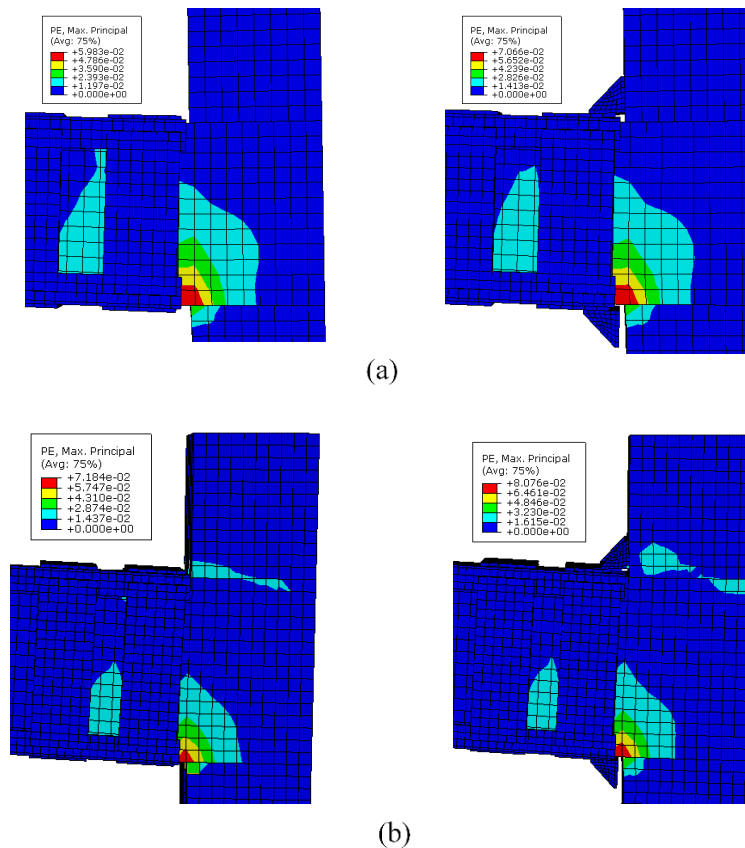 PE, Max. Principal
(Avg: 75%)
+5.983e-02
+4.786e-02
+3.590e-02
+2.393e-02
+1.197e-02
+0.000e+00
PE, Max. Principal
(Avg: 75%)
+7.066e-02
+5.652e-02
+4.239e-02
+2.826e-02
+1.413e-02
+0.000e+00
(a)
PE, Max. Principal
(Avg: 75%)
+7.184e-02
+5.747e-02
+4.310e-02
+2.874e-02
+1.437e-02
+0.000e+00
PE, Max. Principal
(Avg: 75%)
+8.076e-02
+6.461e-02
+4.846e-02
+3.230e-02
+1.615e-02
+0.000e+00
(b)